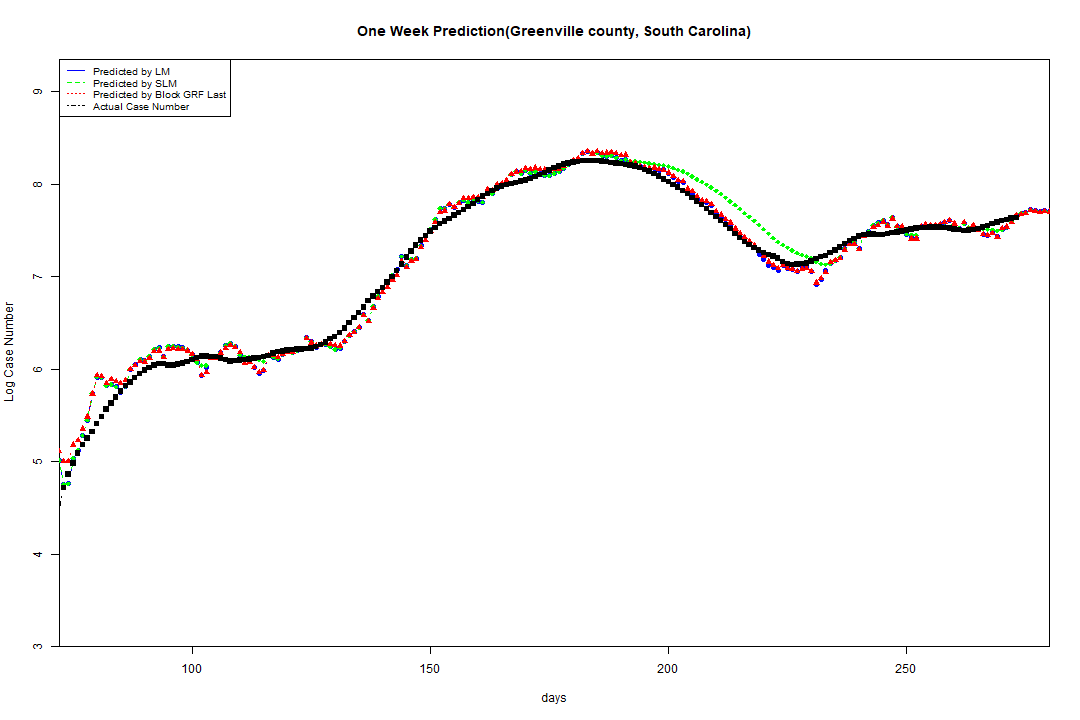 One Week Prediction(Greenville county, South Carolina)
Predicted by LM
Predicted by SLM
Predicted by Block GRF Last
Actual Case Number
9
8
7
6
5
4
3
Log Case Number
100 150 200 250
days